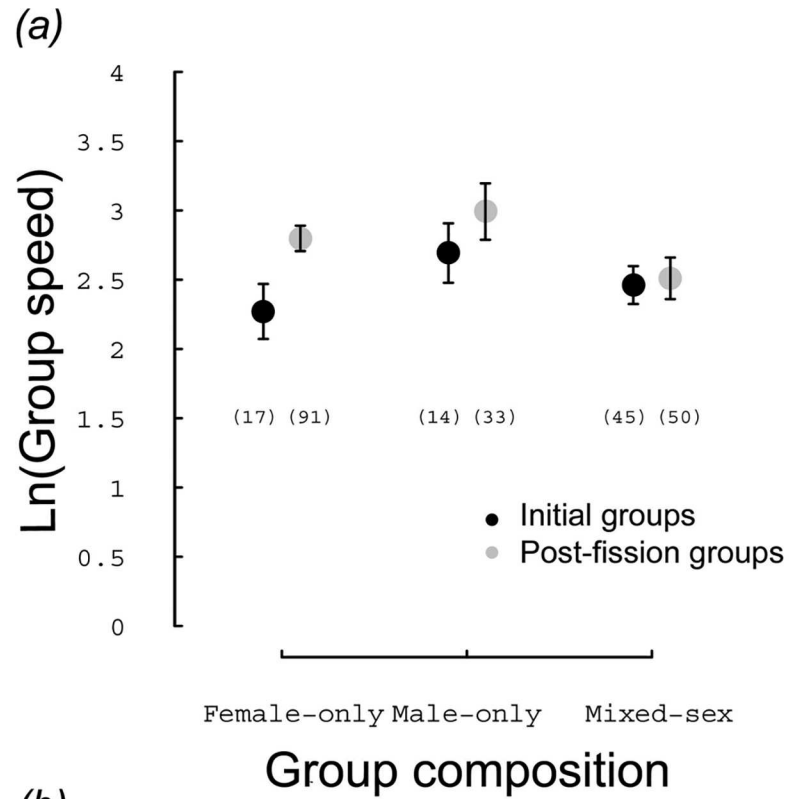 (a)
4
3.5
3
2.5
2
1.5
1
0.5
0
Ln(Group speed)
(17) (91) (14) (33) (45) (50)
Initial groups
Post-fission groups
Female-only Male-only Mixed-sex
Group composition
(b)